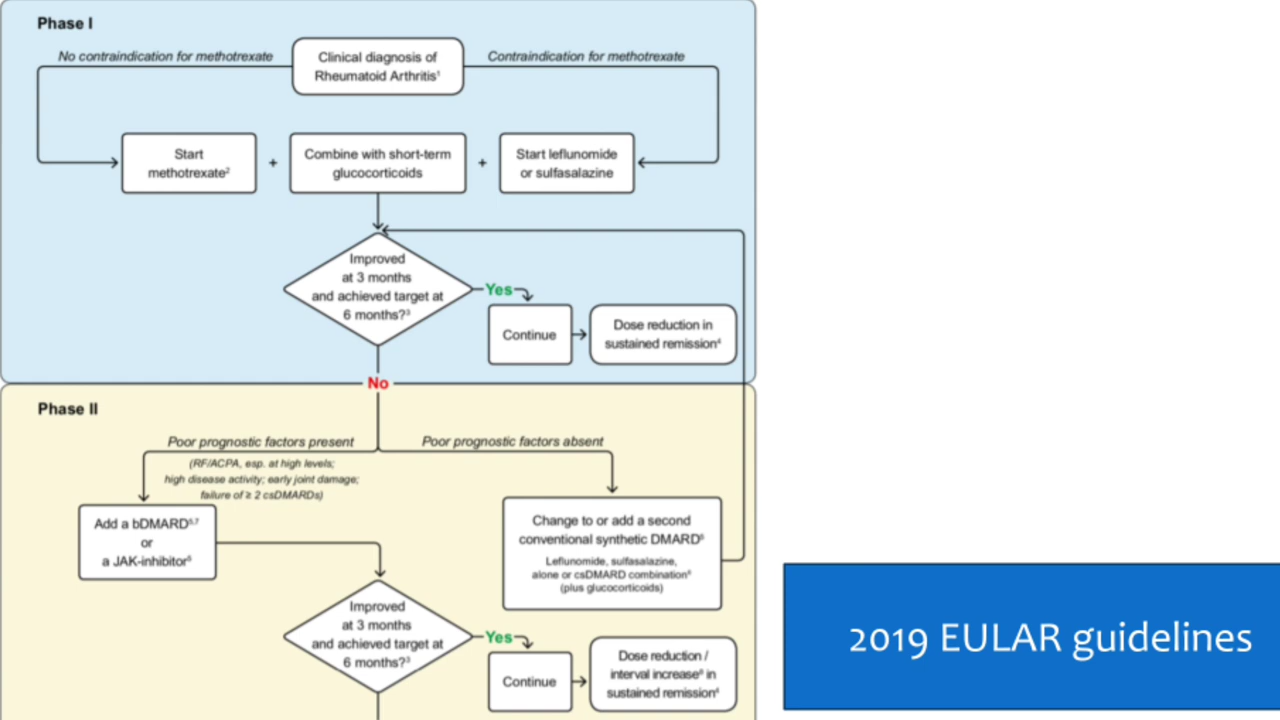 Phase I
No contraindication for methotrexate
Clinical diagnosis of
Rheumatoid Arthritis¹
Contraindication for methotrexate
Start
methotrexate²
+
Combine with short-term
glucocorticoids
+
Start leflunomide
or sulfasalazine
Improved
at 3 months
and achieved target at
6 months?³
Yes
Continue
Dose reduction in
sustained remission⁴
No
Phase II
Poor prognostic factors present
(RF/ACPA, esp. at high levels;
high disease activity; early joint damage;
failure of ≥ 2 csDMARDs)
Poor prognostic factors absent
Add a bDMARD⁵,⁷
or
a JAK-inhibitor⁶
Change to or add a second
conventional synthetic DMARD⁵
Leflunomide, sulfasalazine,
alone or csDMARD combination⁶
(plus glucocorticoids)
Improved
at 3 months
and achieved target at
6 months?³
Yes
Continue
Dose reduction /
interval increase⁸ in
sustained remission⁴
2019 EULAR guidelines